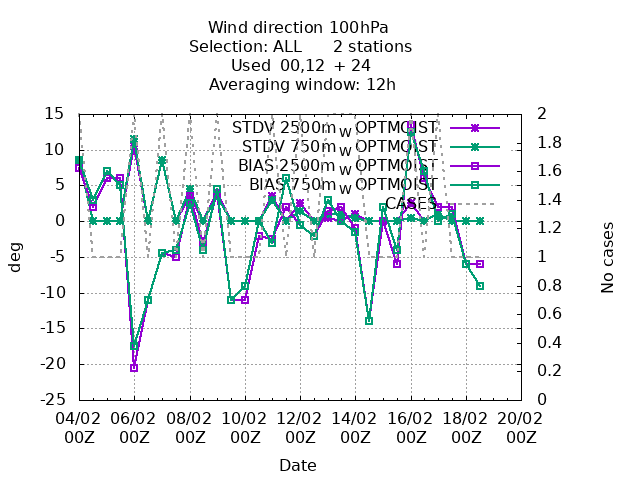 Wind direction 100hPa
Selection: ALL 2 stations
Used 00,12 + 24
Averaging window: 12h
STDV 2500m_W OPTMOIST
STDV 750m_W OPTMOIST
BIAS 2500m_W OPTMOIST
BIAS 750m_W OPTMOIST
CASES
deg
15
10
5
0
-5
-10
-15
-20
-25
No cases
2
1.8
1.6
1.4
1.2
1
0.8
0.6
0.4
0.2
0
04/02 06/02 08/02 10/02 12/02 14/02 16/02 18/02 20/02
00Z 00Z 00Z 00Z 00Z 00Z 00Z 00Z 00Z
Date